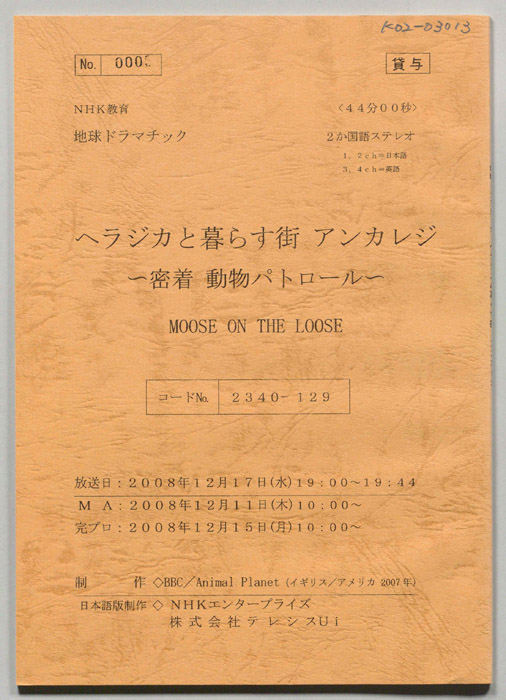 K02-03013
No. 0003
貸与
NHK教育
〈44分00秒〉
地球ドラマチック
2か国語ステレオ
1、2ch=日本語
3、4ch=英語
ヘラジカと暮らす街 アンカレジ
～密着 動物パトロール～
MOOSE ON THE LOOSE
コードNo. 2340-129
放送日:2008年12月17日(水)19:00～19:44
MA:2008年12月11日(木)10:00～
完プロ:2008年12月15日(月)10:00～
制作◇BBC/Animal Planet (イギリス/アメリカ 2007年)
日本語版制作◇ NHKエンタープライズ
株式会社テレシスUi